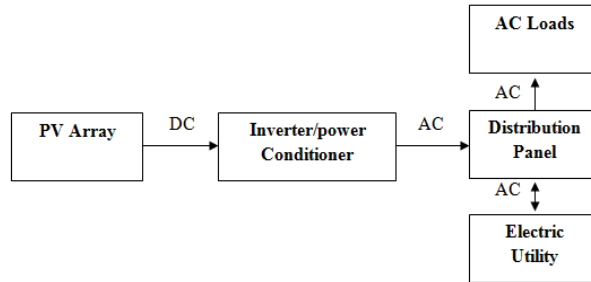 AC Loads
AC
PV Array
DC
Inverter/power
Conditioner
AC
Distribution
Panel
AC
Electric
Utility